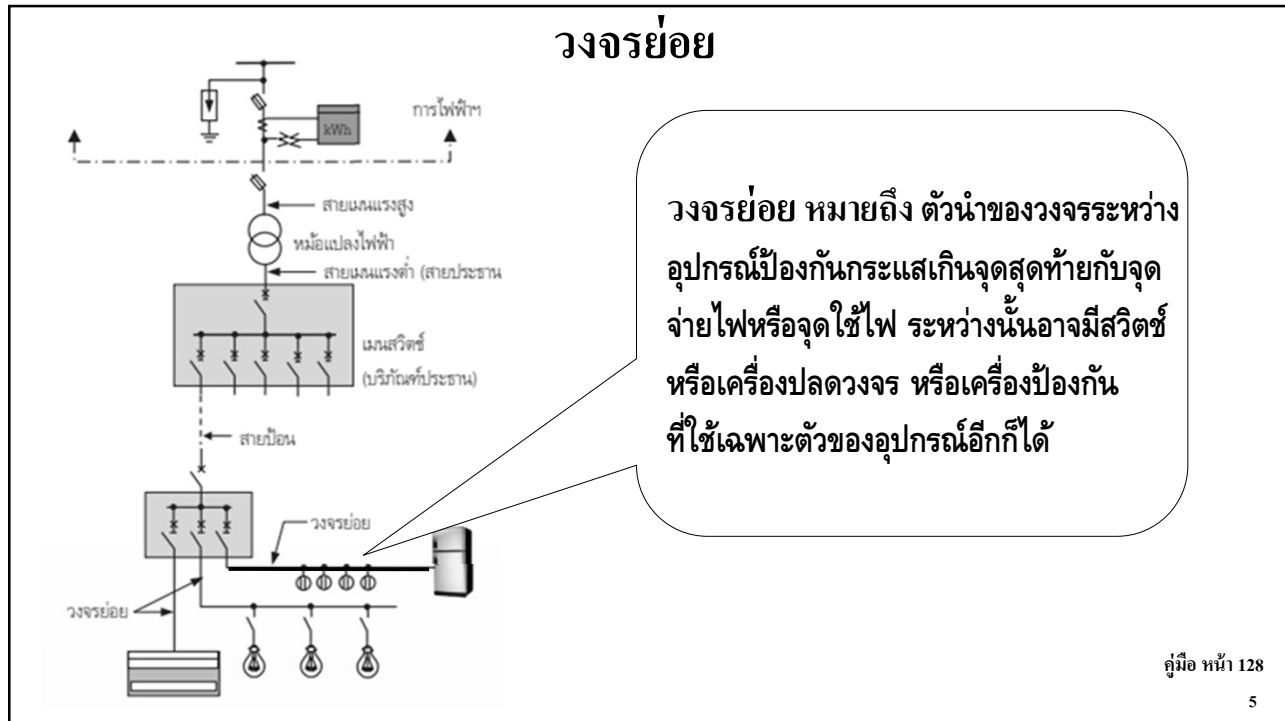 วงจรย่อย
การไฟฟ้าฯ
kWh
สายเมนแรงสูง
หม้อแปลงไฟฟ้า
สายเมนแรงต่ำ (สายประธาน
เมนสวิตช์
(บริภัณฑ์ประธาน)
สายป้อน
วงจรย่อย
วงจรย่อย
วงจรย่อย หมายถึง ตัวนำของวงจรระหว่าง
อุปกรณ์ป้องกันกระแสเกินจุดสุดท้ายกับจุด
จ่ายไฟหรือจุดใช้ไฟ ระหว่างนั้นอาจมีสวิตช์
หรือเครื่องปลดวงจร หรือเครื่องป้องกัน
ที่ใช้เฉพาะตัวของอุปกรณ์อีกก็ได้
คู่มือ หน้า 128
5